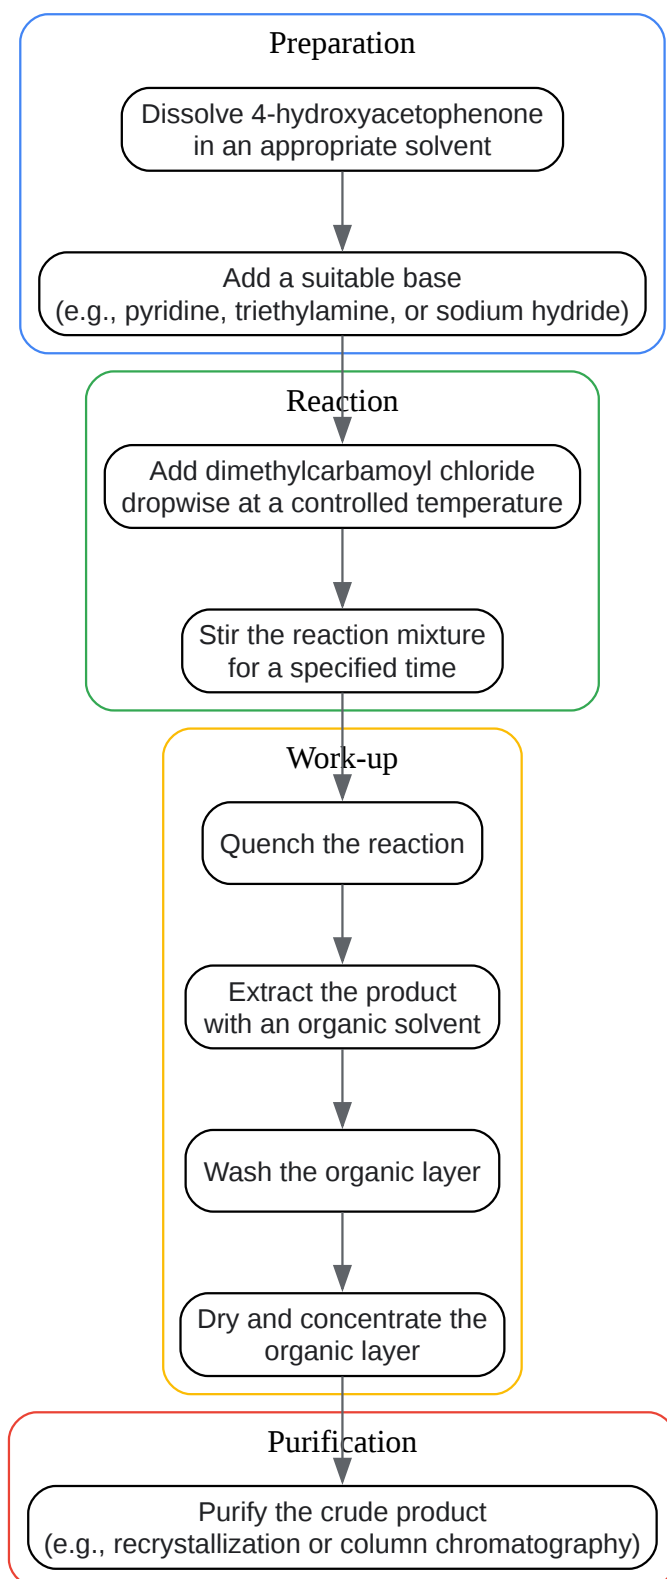 Preparation
Dissolve 4-hydroxyacetophenone
in an appropriate solvent
Add a suitable base
(e.g., pyridine, triethylamine, or sodium hydride)
Reaction
Add dimethylcarbamoyl chloride
dropwise at a controlled temperature
Stir the reaction mixture
for a specified time
Work-up
Quench the reaction
Extract the product
with an organic solvent
Wash the organic layer
Dry and concentrate the
organic layer
Purification
Purify the crude product
(e.g., recrystallization or column chromatography)